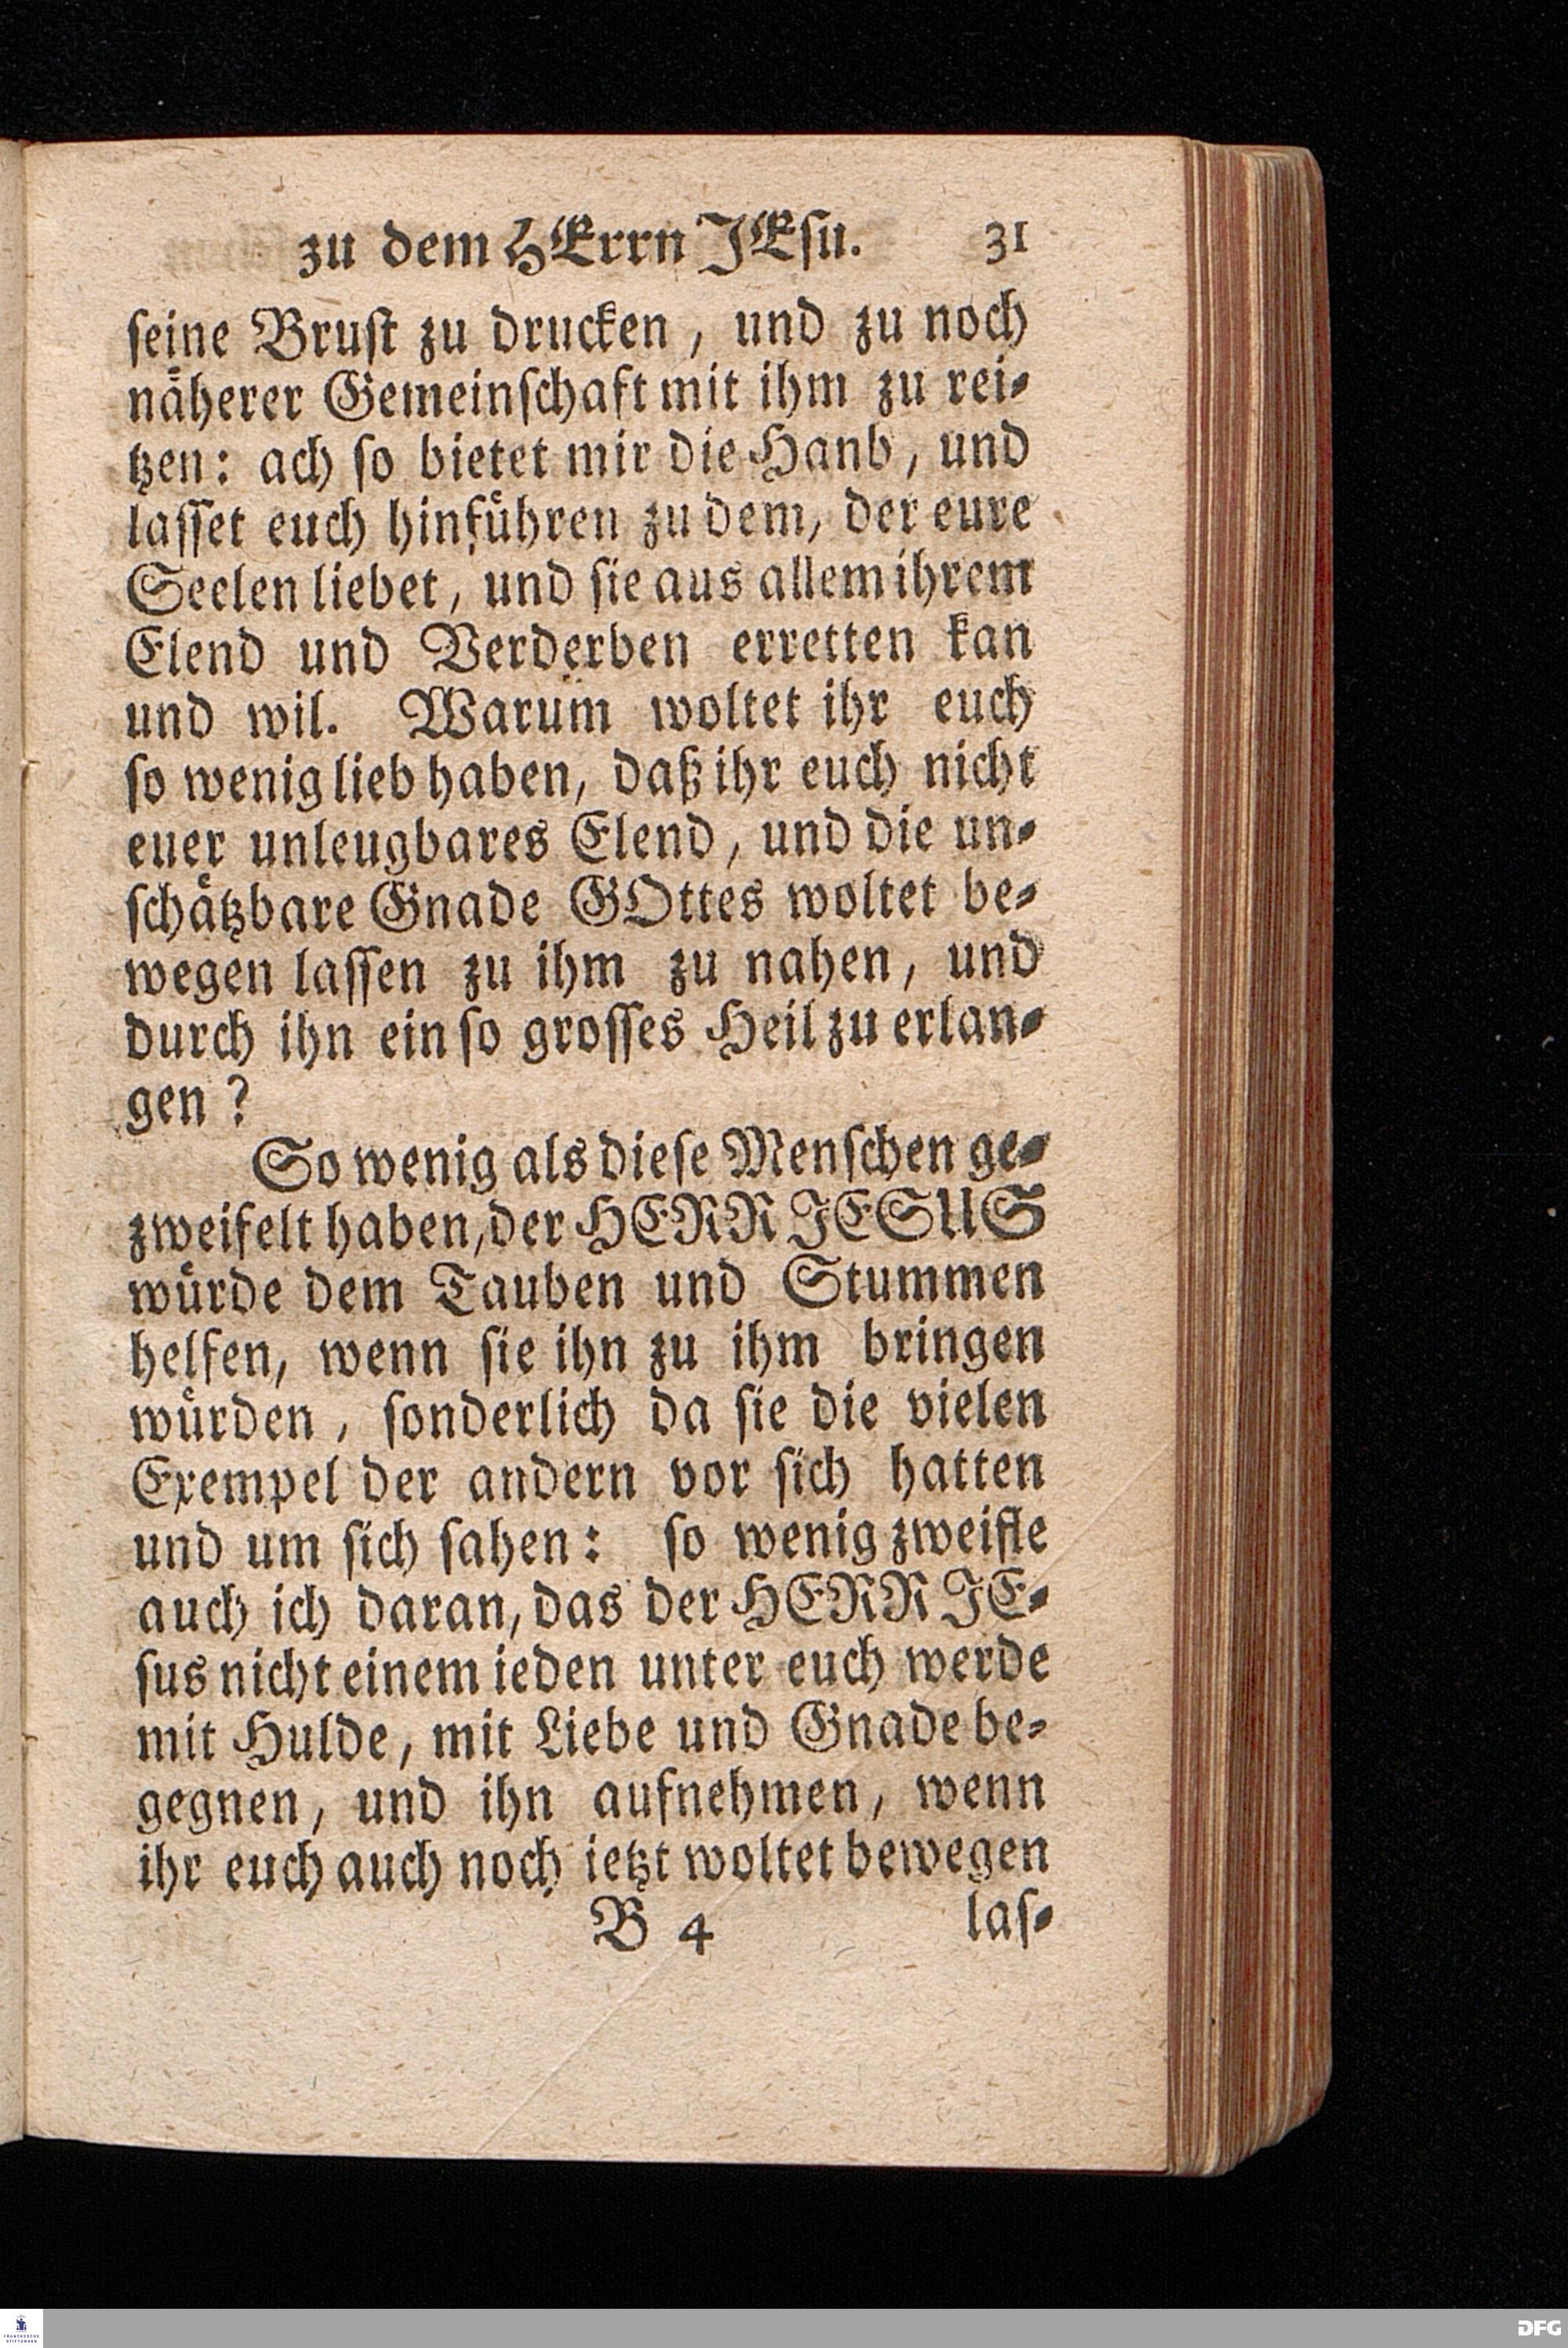 zu dem HErrn JEsu. 31
seine Brust zu drucken, und zu noch
näherer Gemeinschaft mit ihm zu rei-
tzen: ach so bietet mir die Hand, und
lasset euch hinführen zu dem, der eure
Seelen liebet, und sie aus allem ihrem
Elend und Verderben erretten kan
und wil. Warum woltet ihr euch
so wenig lieb haben, daß ihr euch nicht
euer unleugbares Elend, und die un-
schätzbare Gnade GOttes woltet be-
wegen lassen zu ihm zu nahen, und
durch ihn ein so grosses Heil zu erlan-
gen?
So wenig als diese Menschen ge-
zweifelt haben, der HERR JESUS
würde dem Tauben und Stummen
helfen, wenn sie ihn zu ihm bringen
würden, sonderlich da sie die vielen
Exempel der andern vor sich hatten
und um sich sahen: so wenig zweifle
auch ich daran, das der HERR JE-
sus nicht einem ieden unter euch werde
mit Hulde, mit Liebe und Gnade be-
gegnen, und ihn aufnehmen, wenn
ihr euch auch noch ietzt woltet bewegen
B 4 las-
FRANCKESCHE
STIFTUNGEN
DFG